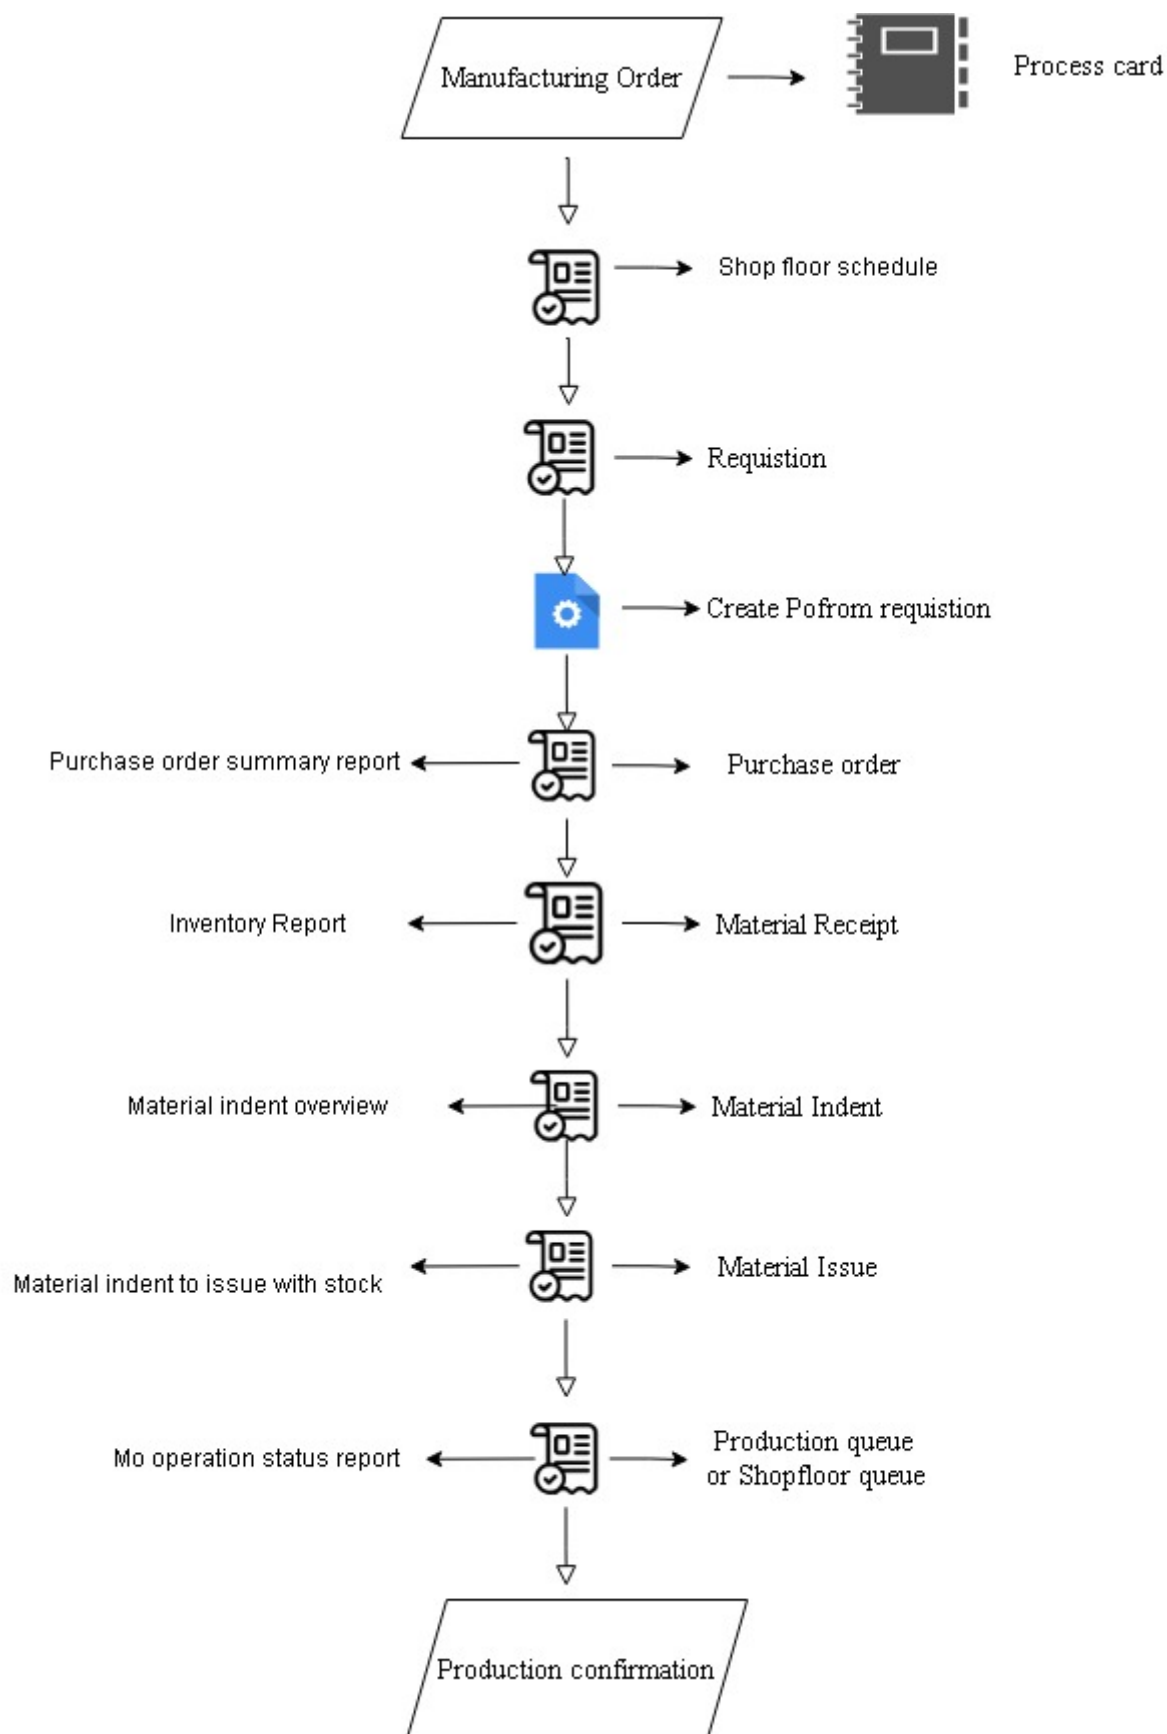 Manufacturing Order
Process card
Shop floor schedule
Requistion
Create Pofrom requistion
Purchase order summary report
Purchase order
Inventory Report
Material Receipt
Material indent overview
Material Indent
Material indent to issue with stock
Material Issue
Mo operation status report
Production queue
or Shopfloor queue
Production confirmation